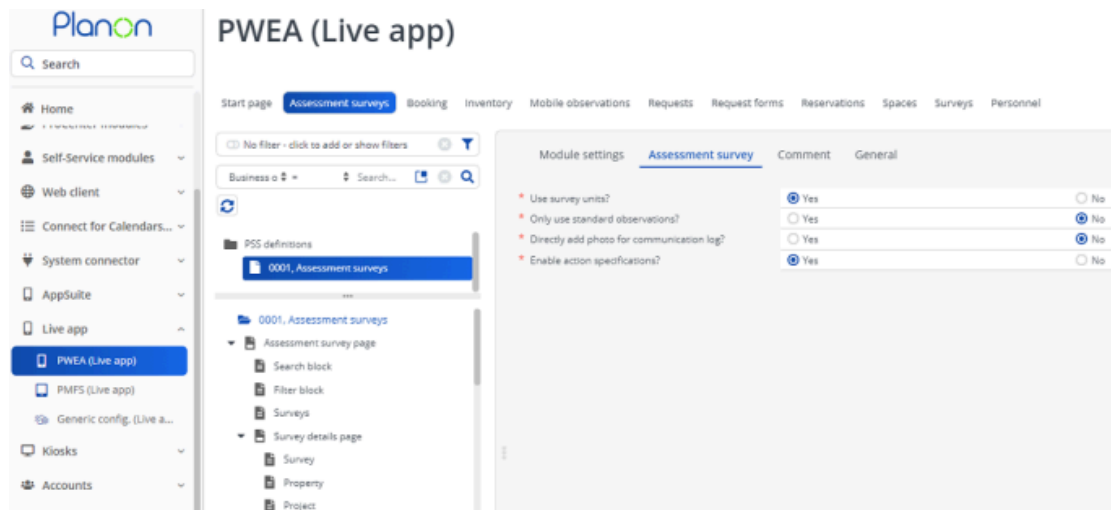 Planon
Search
Home
Self-Service modules
Web client
Connect for Calendars...
System connector
AppSuite
Live app
PWEA (Live app)
PMFS (Live app)
Generic config. (Live a...
Kiosks
Accounts
PWEA (Live app)
Start page Assessment surveys Booking Inventory Mobile observations Requests Request forms Reservations Spaces Surveys Personnel
No filter - click to add or show filters
Business o = Search...
PSS definitions
0001, Assessment surveys
...
0001, Assessment surveys
Assessment survey page
Search block
Filter block
Surveys
Survey details page
Survey
Property
Project
Module settings Assessment survey Comment General
* Use survey units? Yes No
* Only use standard observations? Yes No
* Directly add photo for communication log? Yes No
* Enable action specifications? Yes No